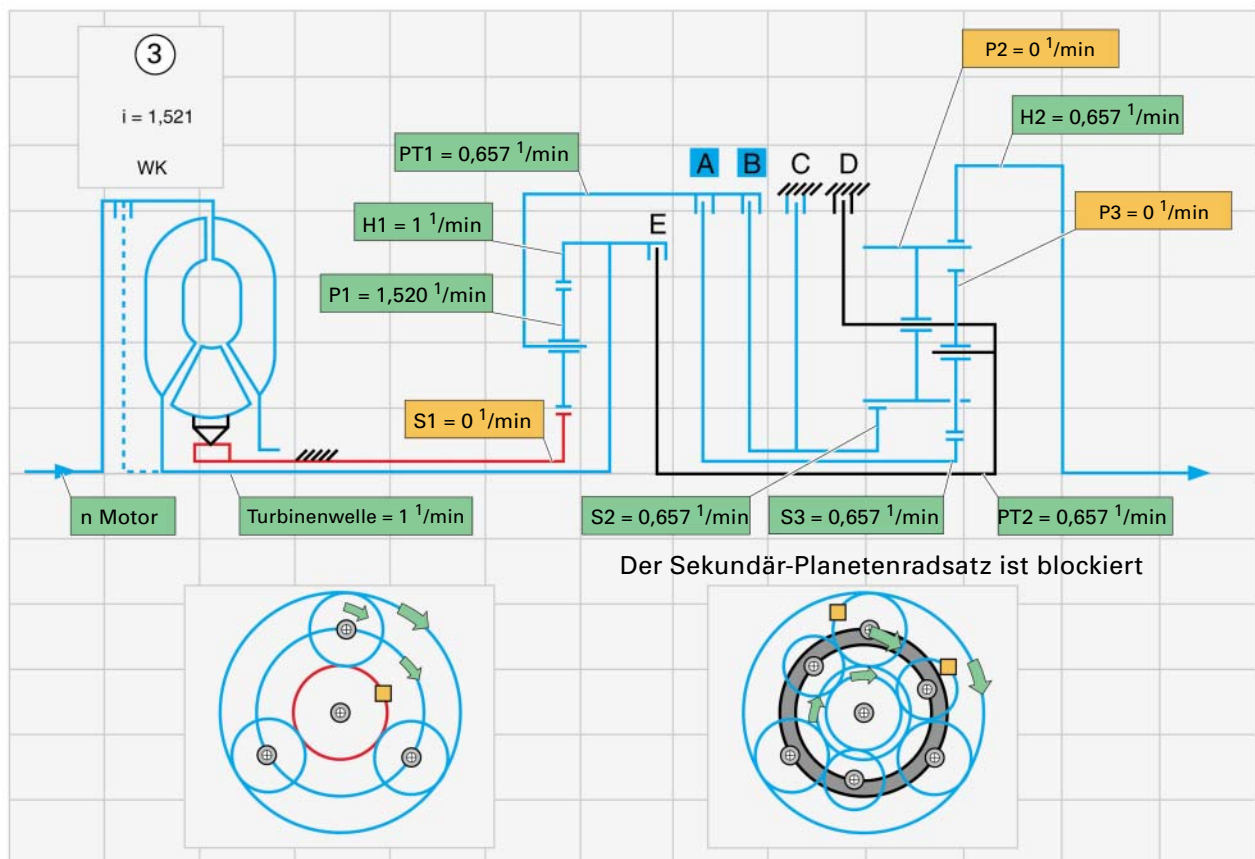 3
i = 1,521
WK
P2 = 0 ¹/min
H2 = 0,657 ¹/min
PT1 = 0,657 ¹/min
A B C D
P3 = 0 ¹/min
H1 = 1 ¹/min
E
P1 = 1,520 ¹/min
S1 = 0 ¹/min
n Motor
Turbinenwelle = 1 ¹/min
S2 = 0,657 ¹/min
S3 = 0,657 ¹/min
PT2 = 0,657 ¹/min
Der Sekundär-Planetenradsatz ist blockiert